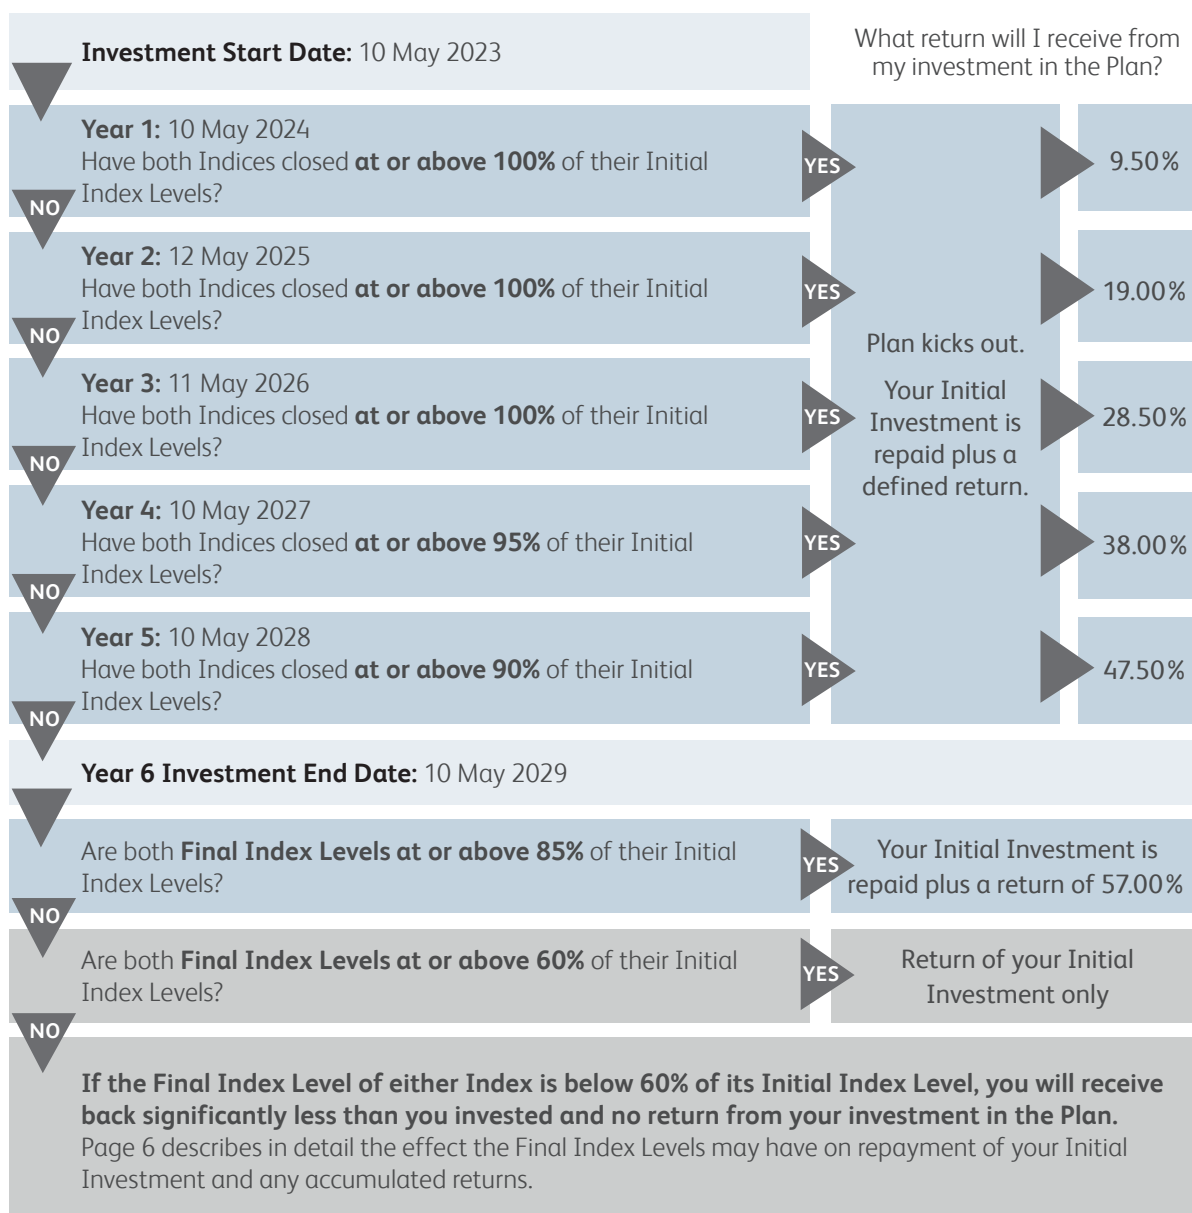 Investment Start Date: 10 May 2023
What return will I receive from
my investment in the Plan?
Year 1: 10 May 2024
Have both Indices closed at or above 100% of their Initial
Index Levels?
YES
9.50%
NO
Year 2: 12 May 2025
Have both Indices closed at or above 100% of their Initial
Index Levels?
YES
19.00%
NO
Plan kicks out.
Your Initial
Investment is
repaid plus a
defined return.
Year 3: 11 May 2026
Have both Indices closed at or above 100% of their Initial
Index Levels?
YES
28.50%
NO
Year 4: 10 May 2027
Have both Indices closed at or above 95% of their Initial
Index Levels?
YES
38.00%
NO
Year 5: 10 May 2028
Have both Indices closed at or above 90% of their Initial
Index Levels?
YES
47.50%
NO
Year 6 Investment End Date: 10 May 2029
Are both Final Index Levels at or above 85% of their Initial
Index Levels?
YES
Your Initial Investment is
repaid plus a return of 57.00%
NO
Are both Final Index Levels at or above 60% of their Initial
Index Levels?
YES
Return of your Initial
Investment only
NO
If the Final Index Level of either Index is below 60% of its Initial Index Level, you will receive
back significantly less than you invested and no return from your investment in the Plan.
Page 6 describes in detail the effect the Final Index Levels may have on repayment of your Initial
Investment and any accumulated returns.